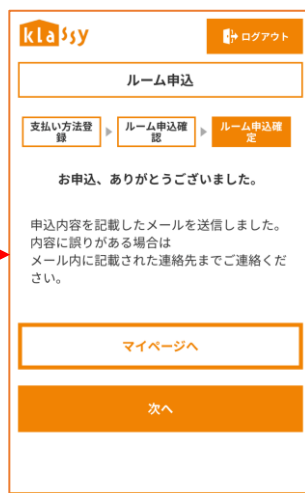 klassy
ログアウト
ルーム申込
支払い方法登
録
ルーム申込確
認
ルーム申込確
定
お申込、ありがとうございました。
申込内容を記載したメールを送信しました。
内容に誤りがある場合は
メール内に記載された連絡先までご連絡くだ
さい。
マイページへ
次へ